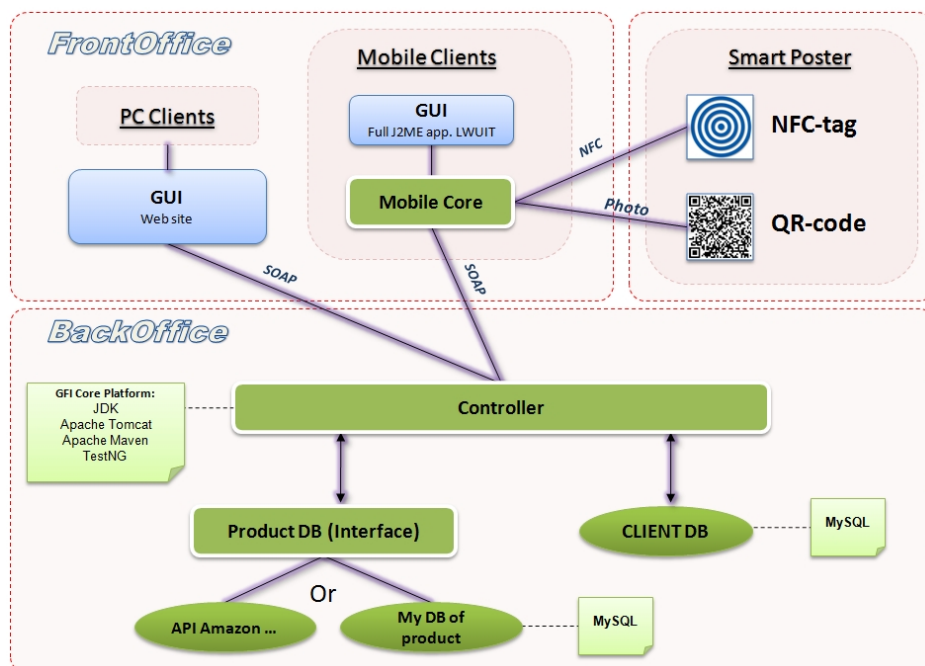 FrontOffice
Mobile Clients
Smart Poster
PC Clients
GUI
Full J2ME app. LWUIT
NFC-tag
NFC
GUI
Web site
Mobile Core
Photo
QR-code
SOAP
SOAP
BackOffice
GFI Core Platform:
JDK
Apache Tomcat
Apache Maven
TestNG
Controller
Product DB (Interface)
CLIENT DB
MySQL
Or
API Amazon ...
My DB of
product
MySQL